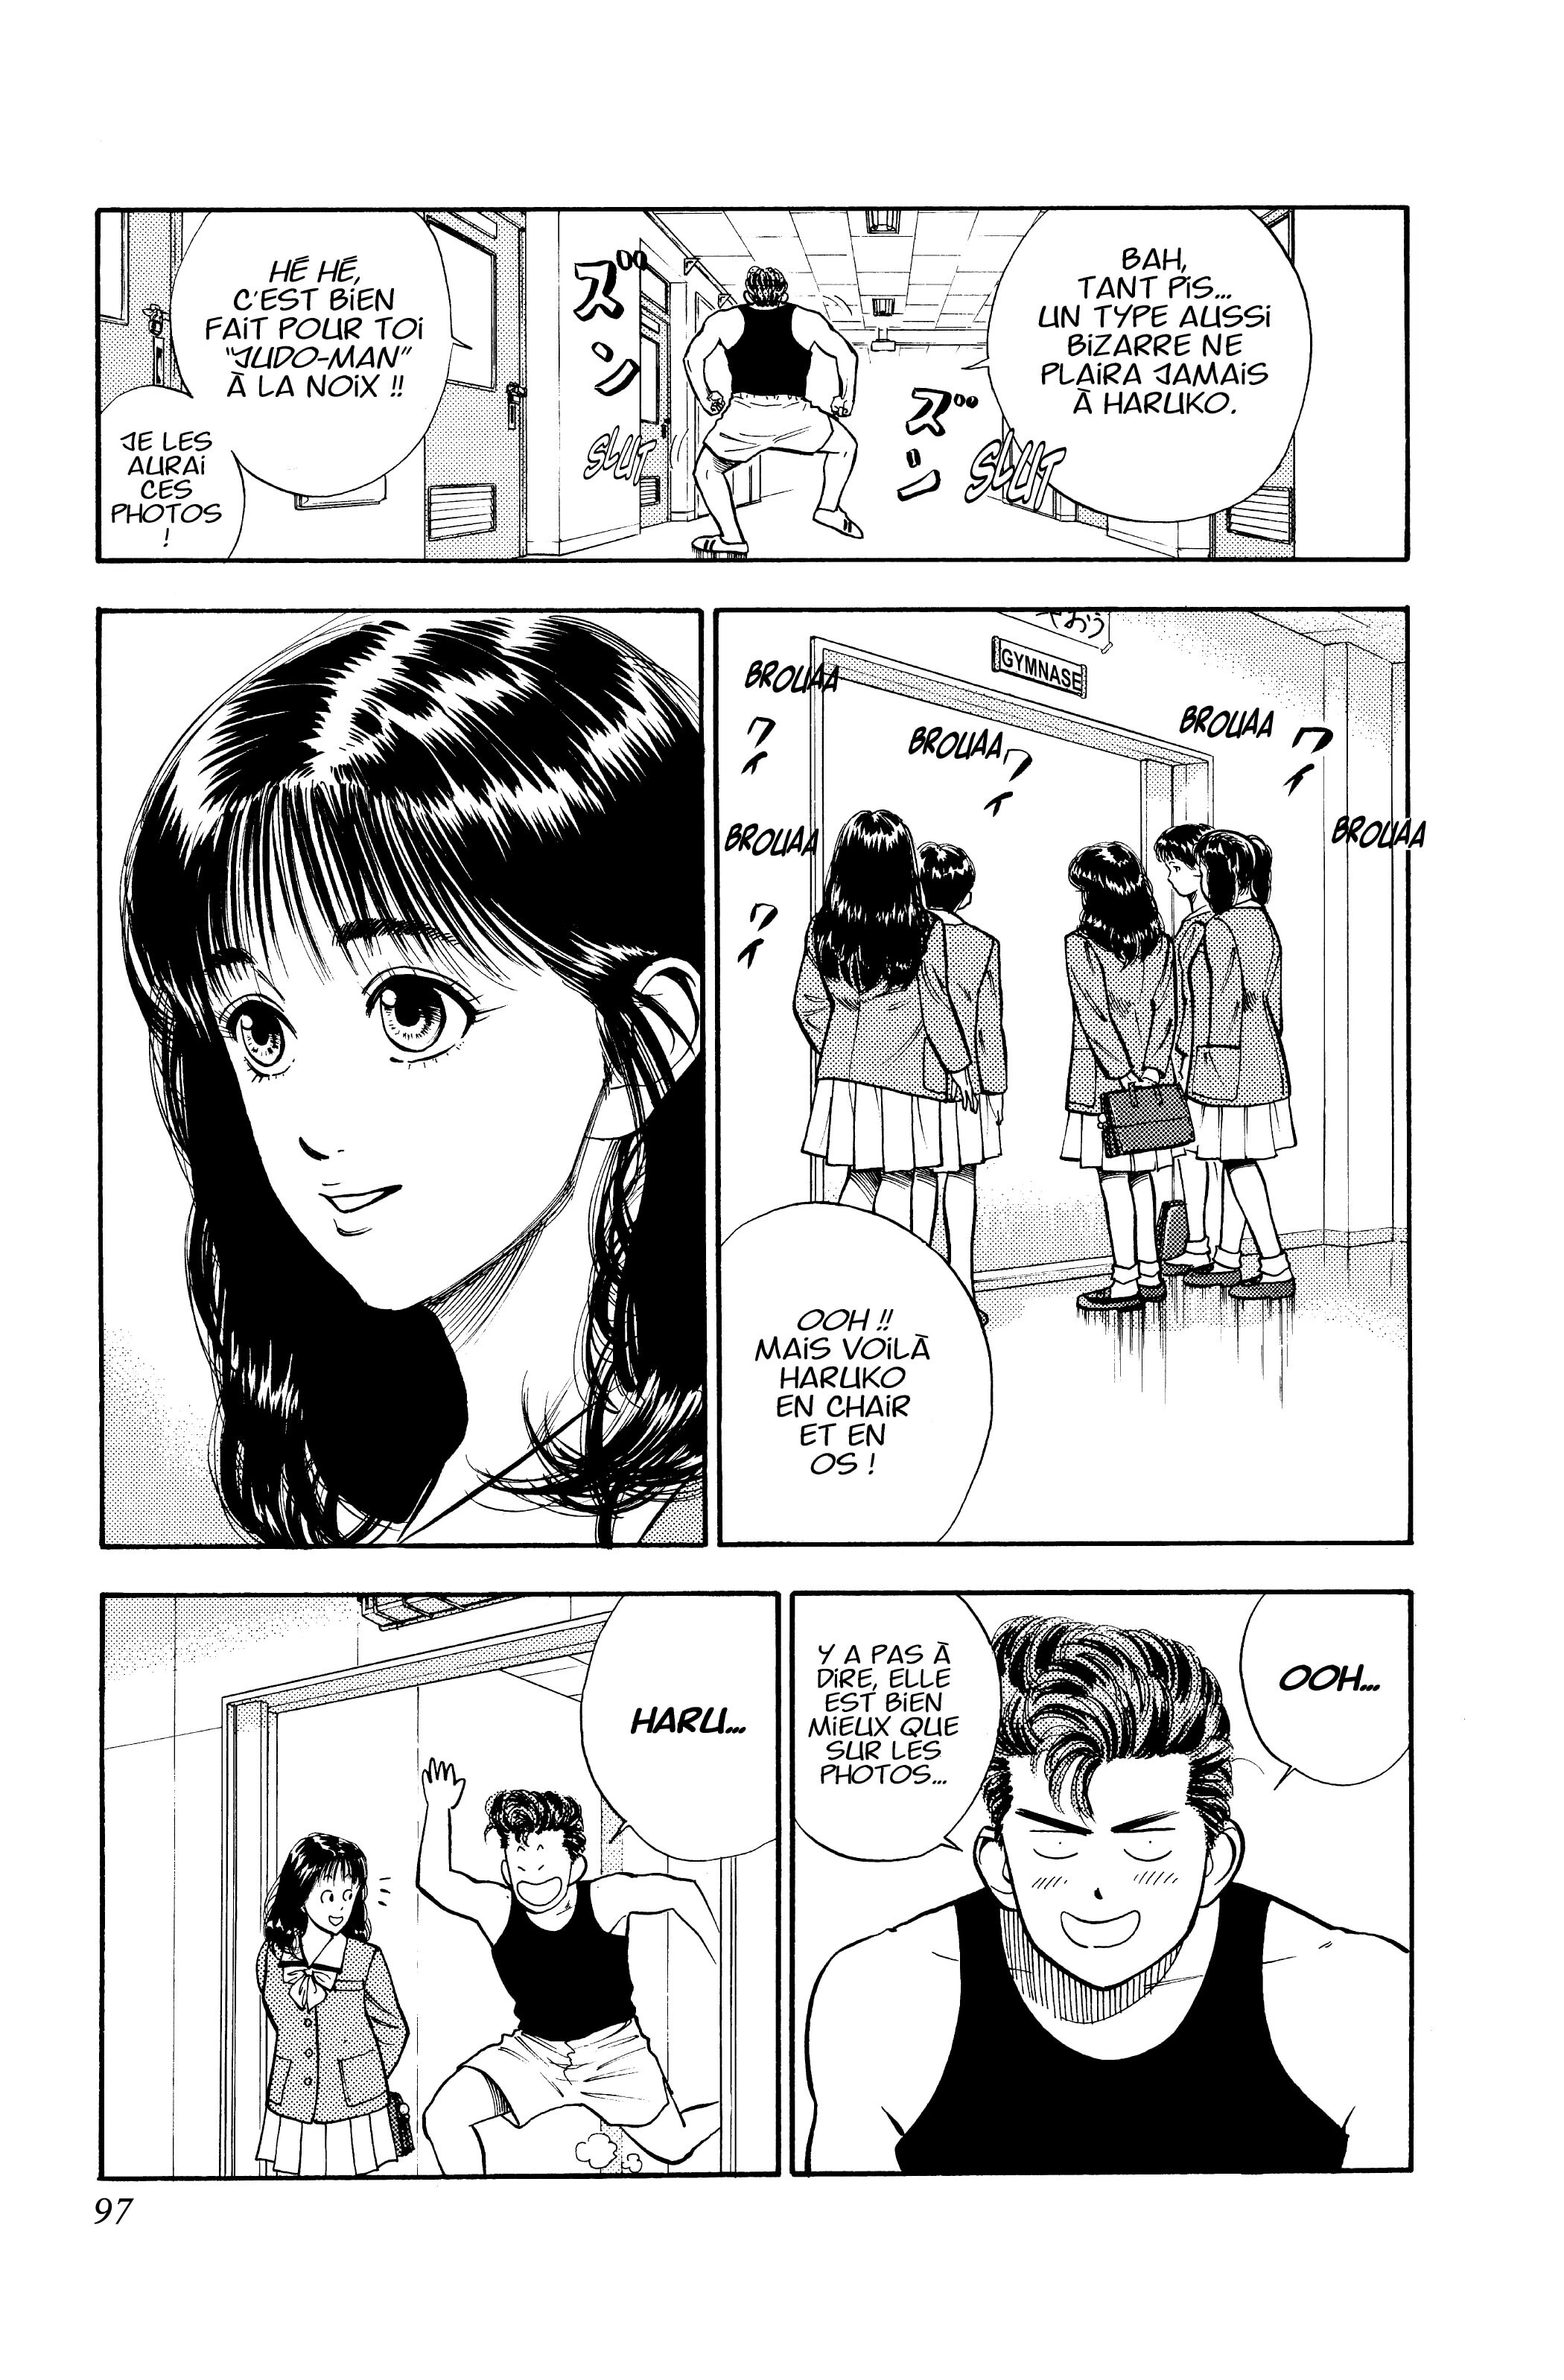 BAH,
TANT PIS...
UN TYPE AUSSI
BIZARRE NE
PLAIRA JAMAIS
À HARUKO.
ズン
SLUT
ズン
SLUT
HÉ HÉ,
C'EST BIEN
FAIT POUR TOI
"JUDO-MAN"
À LA NOIX !!
JE LES
AURAI
CES
PHOTOS
!
GYMNASE
BROUAA
ワイ
BROUAA
ワイ
BROUAA
ワイ
BROUAA
BROUAA
ワイ
OOH !!
MAIS VOILÀ
HARUKO
EN CHAIR
ET EN
OS !
OOH...
Y A PAS À
DIRE, ELLE
EST BIEN
MIEUX QUE
SUR LES
PHOTOS...
HARU...
97